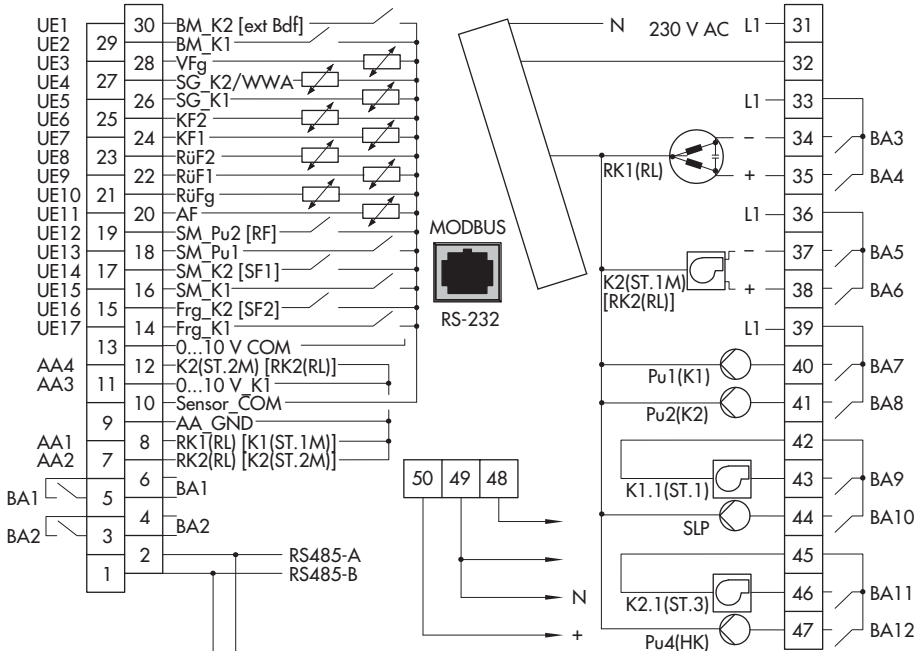 UE1 30 BM_K2 [ext Bdf]
UE2 29 BM_K1
UE3 28 VFg
UE4 27 SG_K2/WWA
UE5 26 SG_K1
UE6 25 KF2
UE7 24 KF1
UE8 23 RüF2
UE9 22 RüF1
UE10 21 RüFg
UE11 20 AF
UE12 19 SM_Pu2 [RF]
UE13 18 SM_Pu1
UE14 17 SM_K2 [SF1]
UE15 16 SM_K1
UE16 15 Frg_K2 [SF2]
UE17 14 Frg_K1
13 0...10 V COM
AA4 12 K2(ST.2M) [RK2(RL)]
AA3 11 0...10 V_K1
10 Sensor_COM
9 AA_GND
AA1 8 RK1(RL) [K1(ST.1M)]
AA2 7 RK2(RL) [K2(ST.2M)]
6 BA1
BA1 5
4 BA2
BA2 3
2 RS485-A
1 RS485-B
MODBUS
RS-232
50 49 48
N
+
N 230 V AC L1 31
32
L1 33
– 34 BA3
RK1(RL)
+ 35 BA4
L1 36
– 37 BA5
K2(ST.1M)
+ 38 BA6
[RK2(RL)]
L1 39
40 BA7
Pu1(K1)
41 BA8
Pu2(K2)
42
43 BA9
K1.1(ST.1)
44 BA10
SLP
45
46 BA11
K2.1(ST.3)
47 BA12
Pu4(HK)